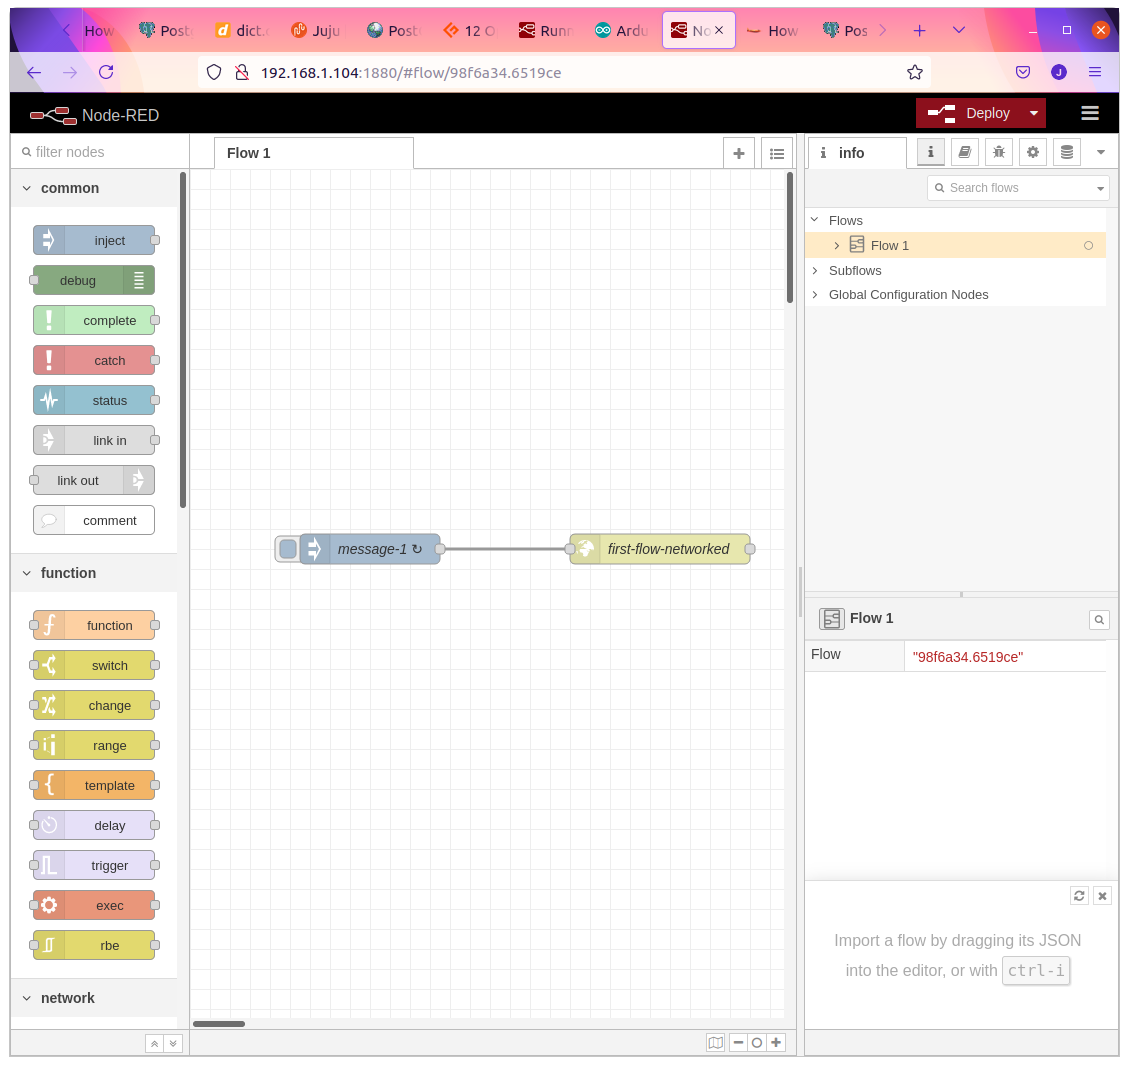 How
Post
dict.
Juju
Post
12 O
Runn
Ardu
No
How
Pos
J
192.168.1.104:1880/#flow/98f6a34.6519ce
Node-RED
Deploy
filter nodes
Flow 1
info
common
Search flows
inject
debug
complete
catch
status
link in
link out
comment
Flows
Flow 1
Subflows
Global Configuration Nodes
message-1 ↻
first-flow-networked
function
function
switch
change
range
template
delay
trigger
exec
rbe
network
Flow 1
Flow
"98f6a34.6519ce"
Import a flow by dragging its JSON
into the editor, or with ctrl-i